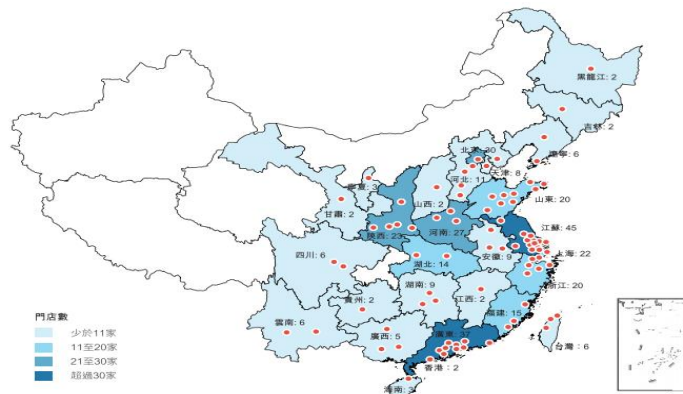 黑龍江: 2
吉林: 2
遼寧: 6
北京: 30
天津: 8
河北: 11
寧夏: 3
山西: 2
山東: 20
甘肅: 2
陝西: 23
河南: 27
江蘇: 45
安徽: 9
上海: 22
四川: 6
湖北: 14
浙江: 20
湖南: 9
江西: 2
貴州: 2
福建: 15
雲南: 6
廣西: 5
廣東: 37
台灣: 6
香港: 2
海南: 3
門店數
少於11家
11至20家
21至30家
超過30家